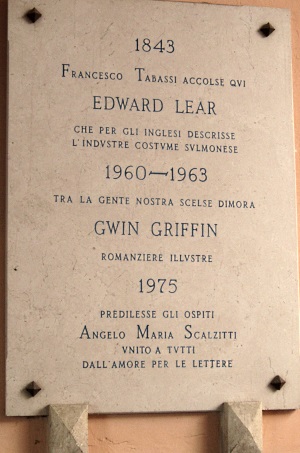 1843
FRANCESCO TABASSI ACCOLSE QVI
EDWARD LEAR
CHE PER GLI INGLESI DESCRISSE
L'INDVSTRE COSTVME SVLMONESE
1960—1963
TRA LA GENTE NOSTRA SCELSE DIMORA
GWIN GRIFFIN
ROMANZIERE ILLVSTRE
1975
PREDILESSE GLI OSPITI
ANGELO MARIA SCALZITTI
VNITO A TVTTI
DALL'AMORE PER LE LETTERE